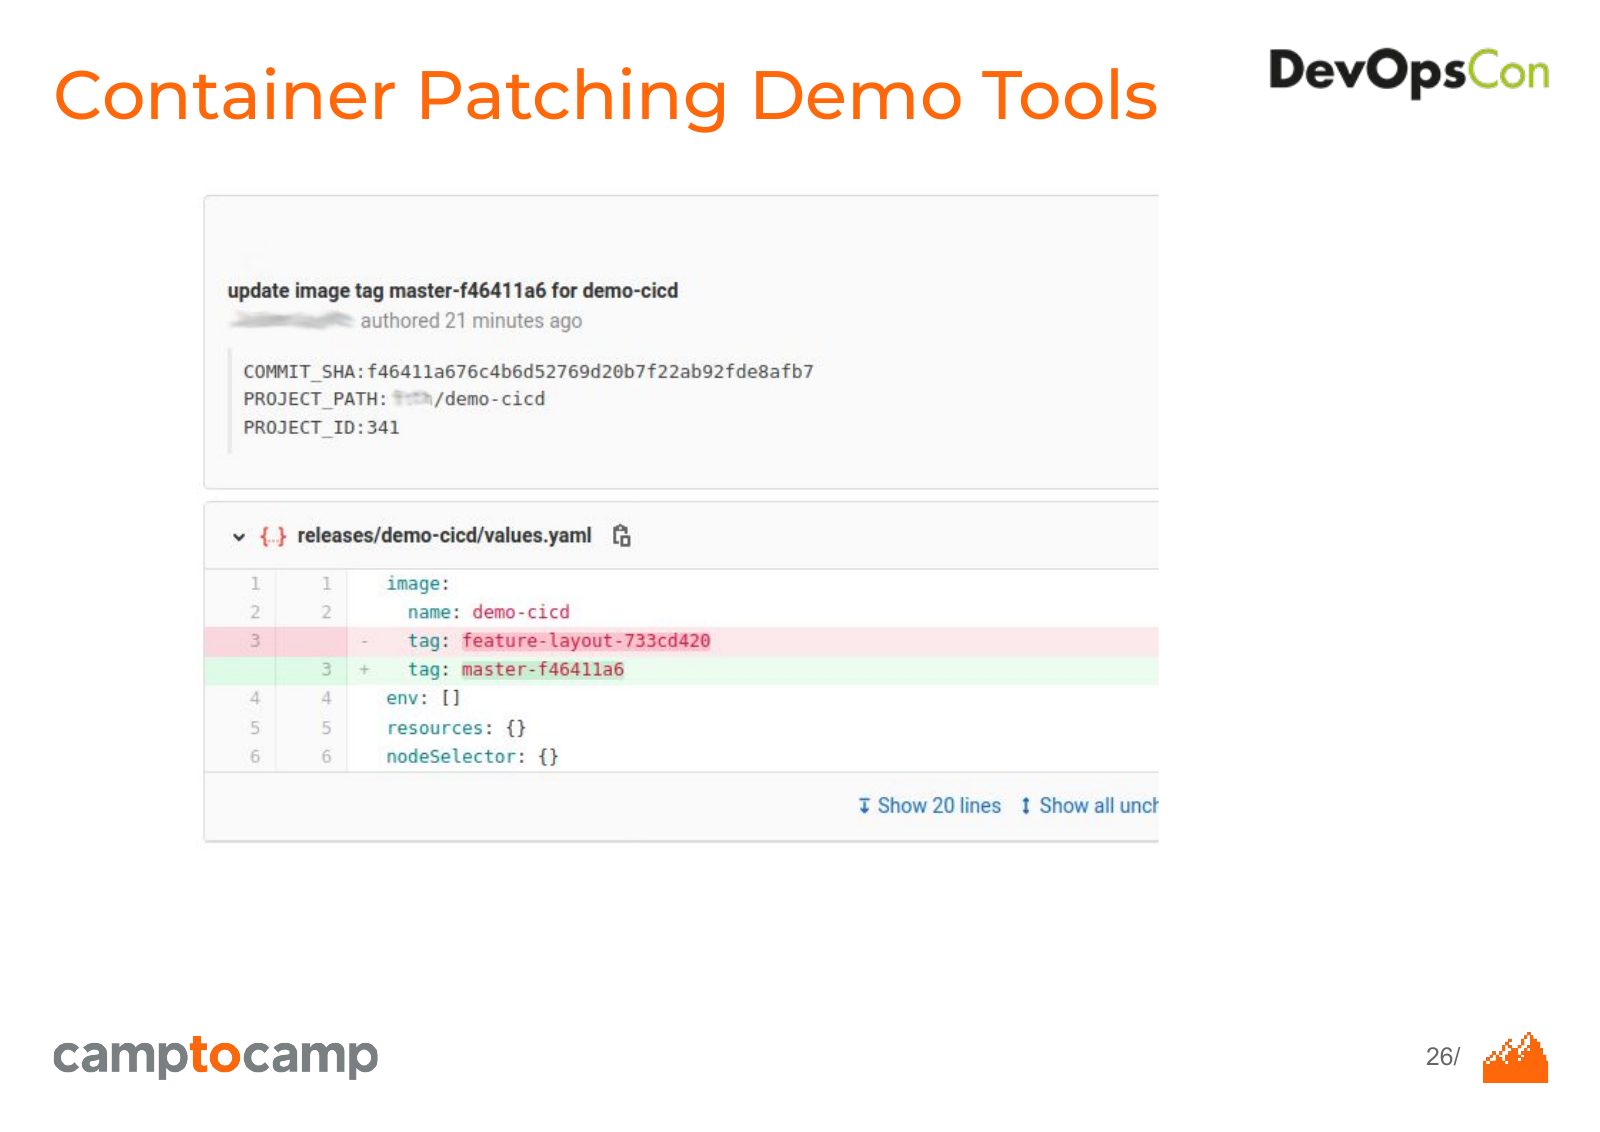 Container Patching Demo Tools
DevOpsCon
update image tag master-f46411a6 for demo-cicd
authored 21 minutes ago
COMMIT_SHA:f46411a676c4b6d52769d20b7f22ab92fde8afb7
PROJECT_PATH: /demo-cicd
PROJECT_ID:341
{..} releases/demo-cicd/values.yaml
1 1 image:
2 2 name: demo-cicd
3 - tag: feature-layout-733cd420
3 + tag: master-f46411a6
4 4 env: []
5 5 resources: {}
6 6 nodeSelector: {}
Show 20 lines Show all unch
camptocamp
26/